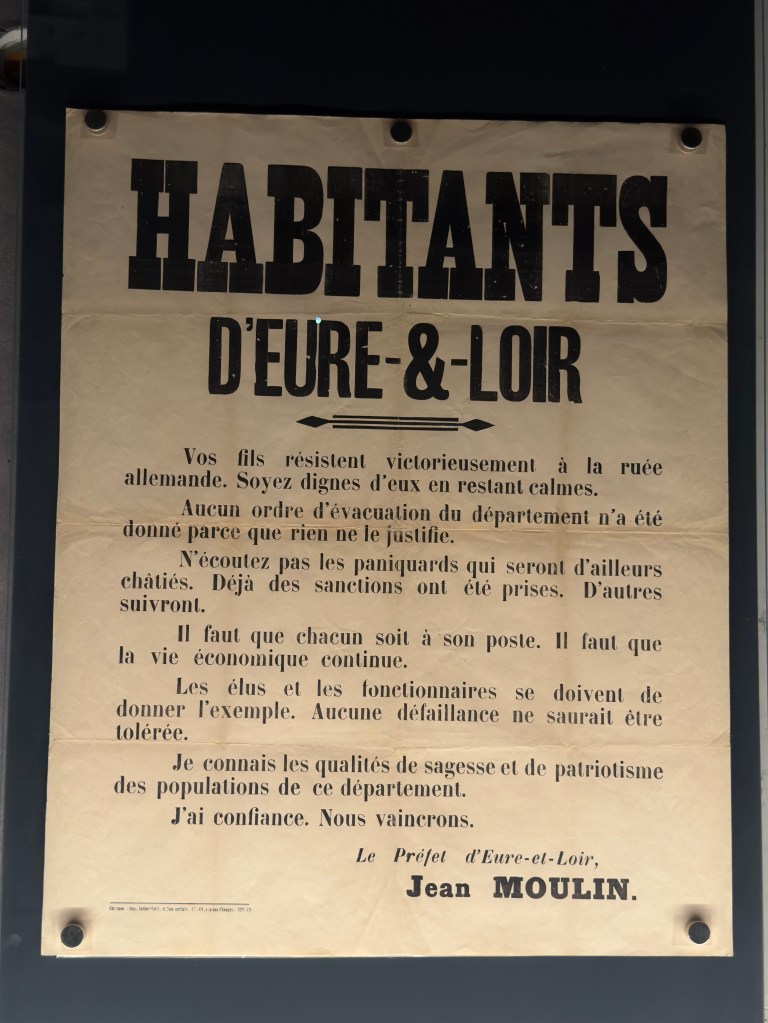 HABITANTS
D'EURE-&-LOIR
Vos fils résistent victorieusement à la ruée
allemande. Soyez dignes d'eux en restant calmes.
Aucun ordre d'évacuation du département n'a été
donné parce que rien ne le justifie.
N'écoutez pas les paniquards qui seront d'ailleurs
châtiés. Déjà des sanctions ont été prises. D'autres
suivront.
Il faut que chacun soit à son poste. Il faut que
la vie économique continue.
Les élus et les fonctionnaires se doivent de
donner l'exemple. Aucune défaillance ne saurait être
tolérée.
Je connais les qualités de sagesse et de patriotisme
des populations de ce département.
J'ai confiance. Nous vaincrons.
Le Préfet d'Eure-et-Loir,
Jean MOULIN.